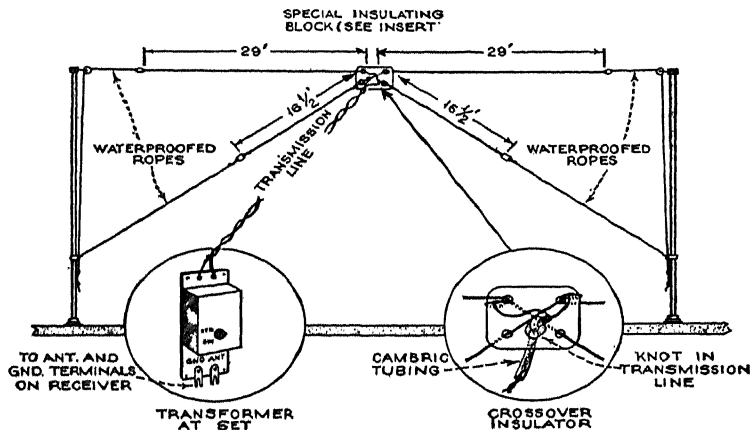 SPECIAL INSULATING
BLOCK (SEE INSERT
29'
29'
16½'
16½'
WATERPROOFED
ROPES
TRANSMISSION
LINE
WATERPROOFED
ROPES
GND ANT
TO ANT. AND
GND. TERMINALS
ON RECEIVER
TRANSFORMER
AT SET
CAMBRIC
TUBING
KNOT IN
TRANSMISSION
LINE
CROSSOVER
INSULATOR